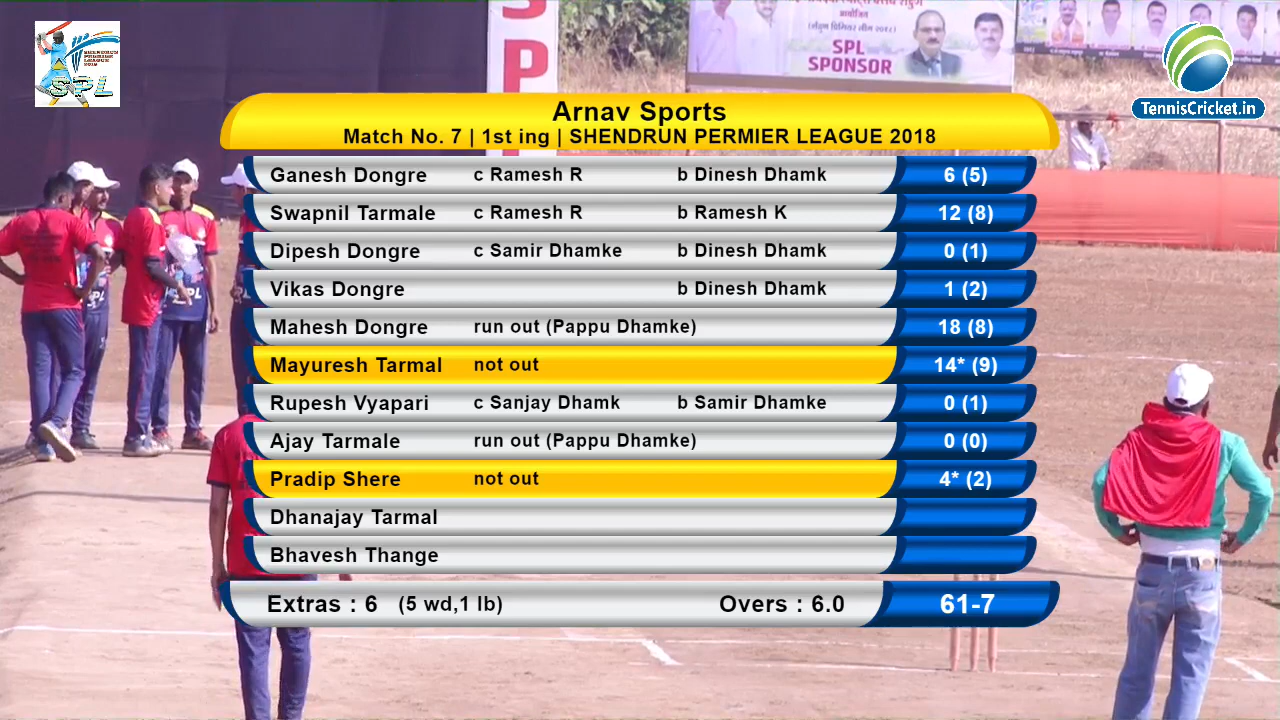 SPL
SPL
SPONSOR
SPL
TennisCricket.in
Arnav Sports
Match No. 7 | 1st ing | SHENDRUN PERMIER LEAGUE 2018
Ganesh Dongre c Ramesh R b Dinesh Dhamk 6 (5)
Swapnil Tarmale c Ramesh R b Ramesh K 12 (8)
Dipesh Dongre c Samir Dhamke b Dinesh Dhamk 0 (1)
Vikas Dongre b Dinesh Dhamk 1 (2)
Mahesh Dongre run out (Pappu Dhamke) 18 (8)
Mayuresh Tarmal not out 14* (9)
Rupesh Vyapari c Sanjay Dhamk b Samir Dhamke 0 (1)
Ajay Tarmale run out (Pappu Dhamke) 0 (0)
Pradip Shere not out 4* (2)
Dhanajay Tarmal
Bhavesh Thange
Extras : 6 (5 wd,1 lb) Overs : 6.0 61-7